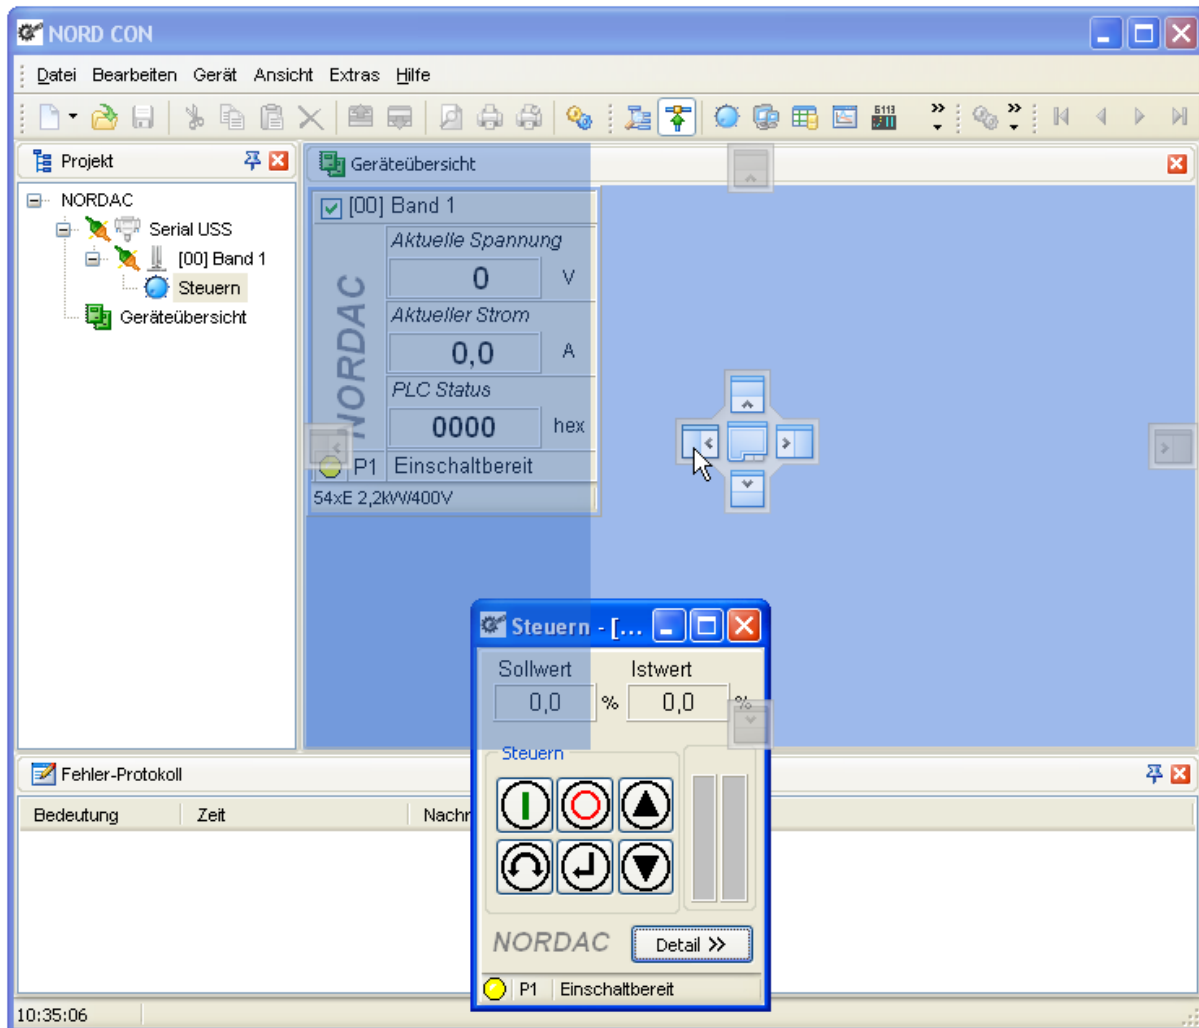 NORD CON
Datei Bearbeiten Gerät Ansicht Extras Hilfe
6113
Projekt
Geräteübersicht
NORDAC
Serial USS
[00] Band 1
Steuern
Geräteübersicht
[00] Band 1
NORDAC
Aktuelle Spannung
0 V
Aktueller Strom
0,0 A
PLC Status
0000 hex
P1 Einschaltbereit
54xE 2,2kW/400V
Steuern - [...
Sollwert Istwert
0,0 % 0,0 %
Steuern
NORDAC
Detail >>
P1 Einschaltbereit
Fehler-Protokoll
Bedeutung Zeit Nachr
10:35:06